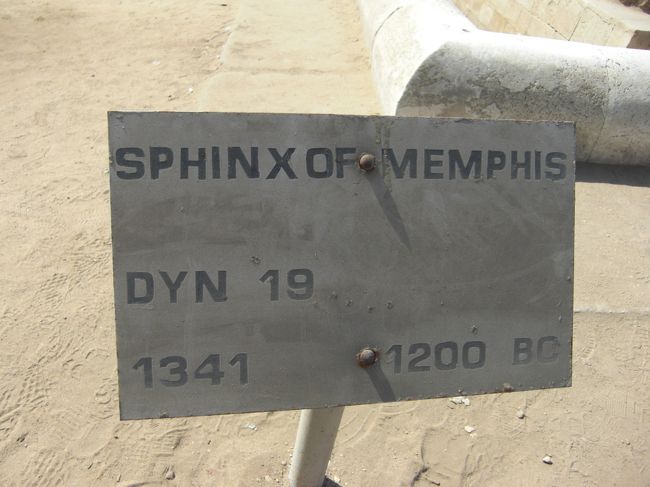 SPHINX OF MEMPHIS
DYN 19
1341 1200 BC